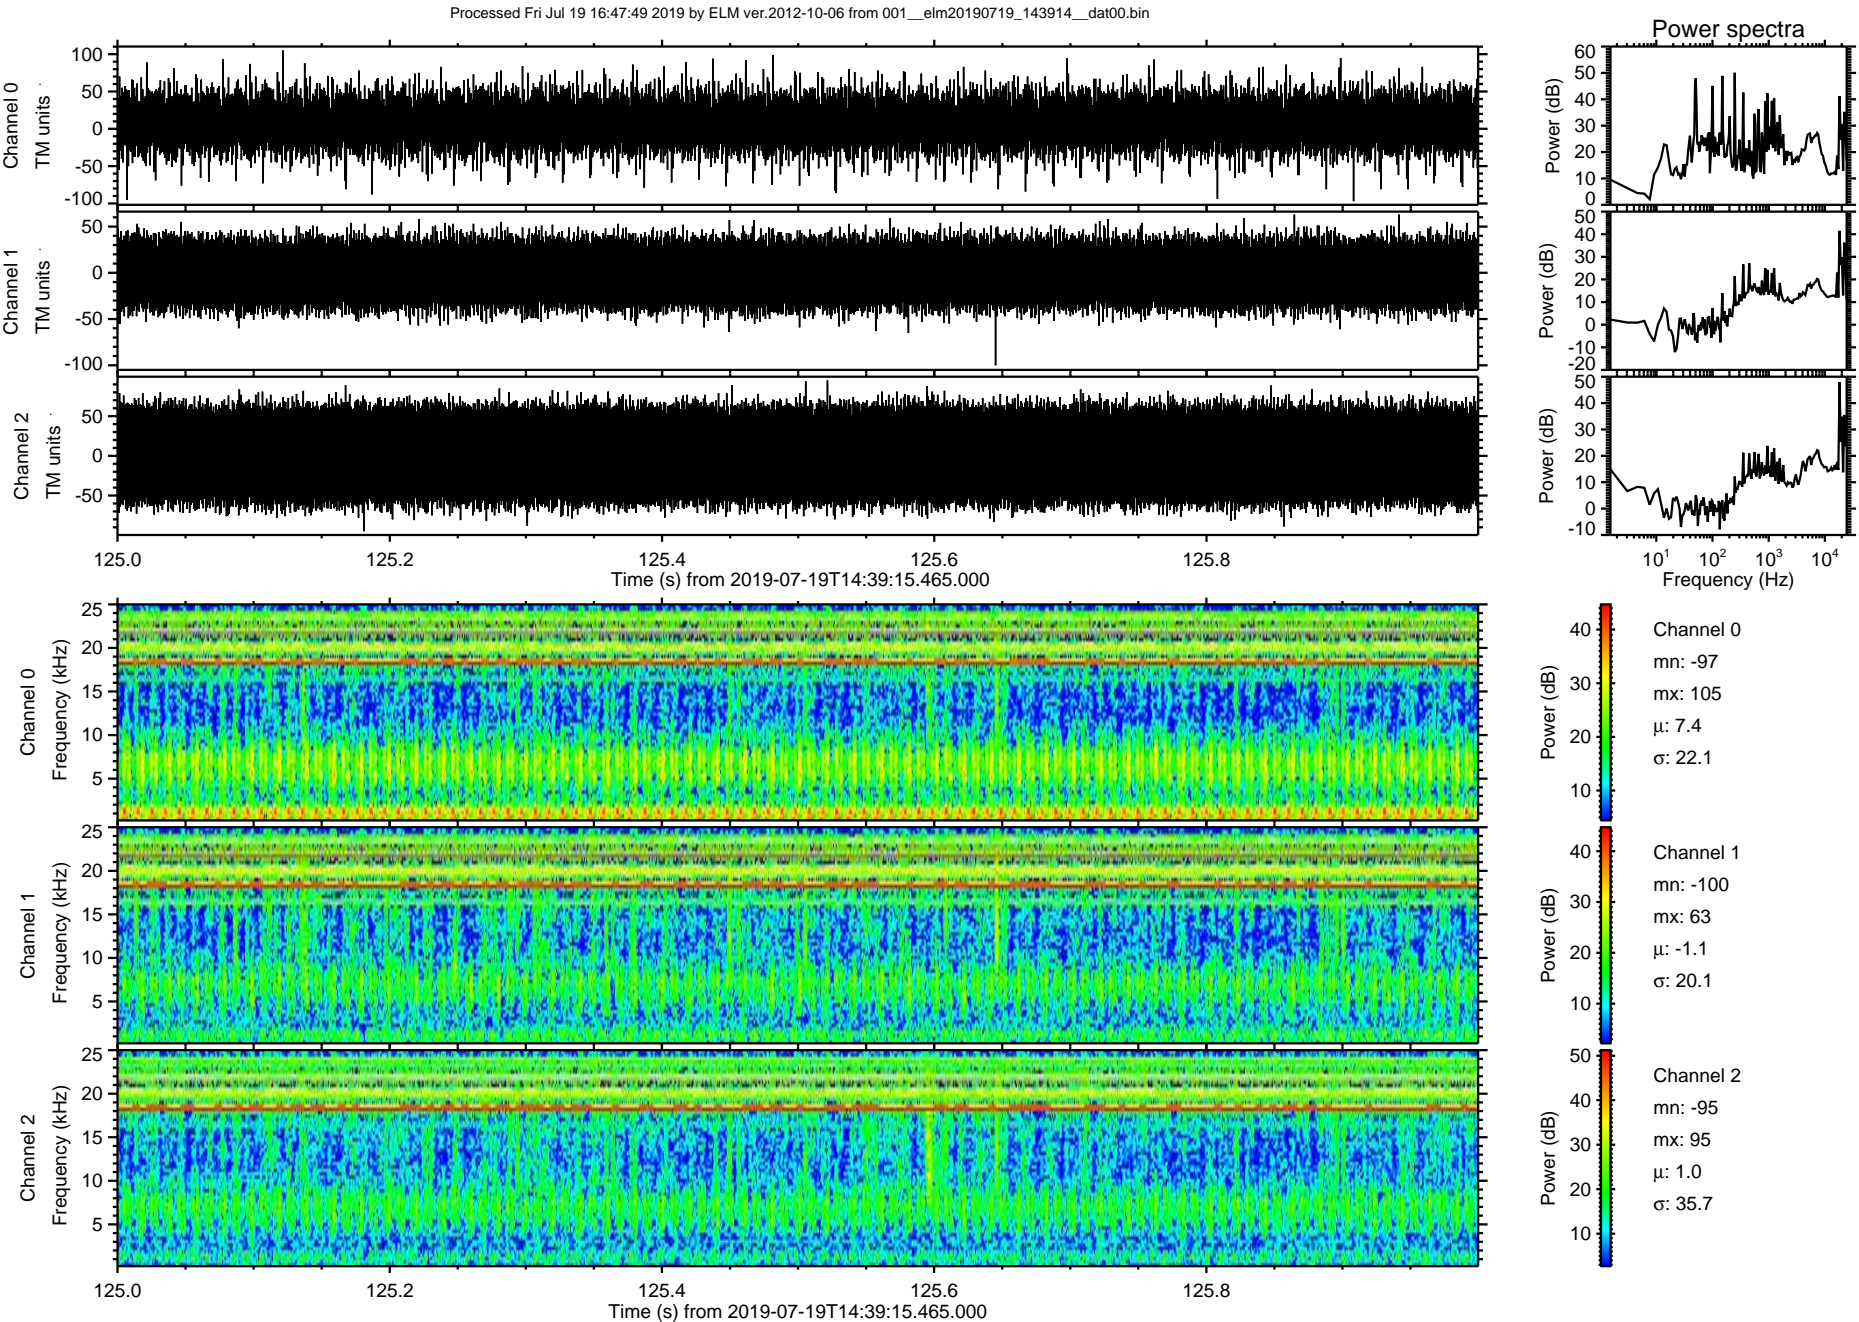 Processed Fri Jul 19 16:47:49 2019 by ELM ver.2012-10-06 from 001__elm20190719_143914__dat00.bin
Power spectra
Channel 0
TM units
100
50
0
-50
-100
Power (dB)
60
50
40
30
20
10
0
Channel 1
TM units
50
0
-50
-100
Power (dB)
50
40
30
20
10
0
-10
-20
Channel 2
TM units
50
0
-50
Power (dB)
50
40
30
20
10
0
-10
125.0 125.2 125.4 125.6 125.8
Time (s) from 2019-07-19T14:39:15.465.000
10^1 10^2 10^3 10^4
Frequency (Hz)
Channel 0
Frequency (kHz)
25
20
15
10
5
Power (dB)
40
30
20
10
Channel 0
mn: -97
mx: 105
μ: 7.4
σ: 22.1
Channel 1
Frequency (kHz)
25
20
15
10
5
Power (dB)
40
30
20
10
Channel 1
mn: -100
mx: 63
μ: -1.1
σ: 20.1
Channel 2
Frequency (kHz)
25
20
15
10
5
Power (dB)
50
40
30
20
10
Channel 2
mn: -95
mx: 95
μ: 1.0
σ: 35.7
125.0 125.2 125.4 125.6 125.8
Time (s) from 2019-07-19T14:39:15.465.000